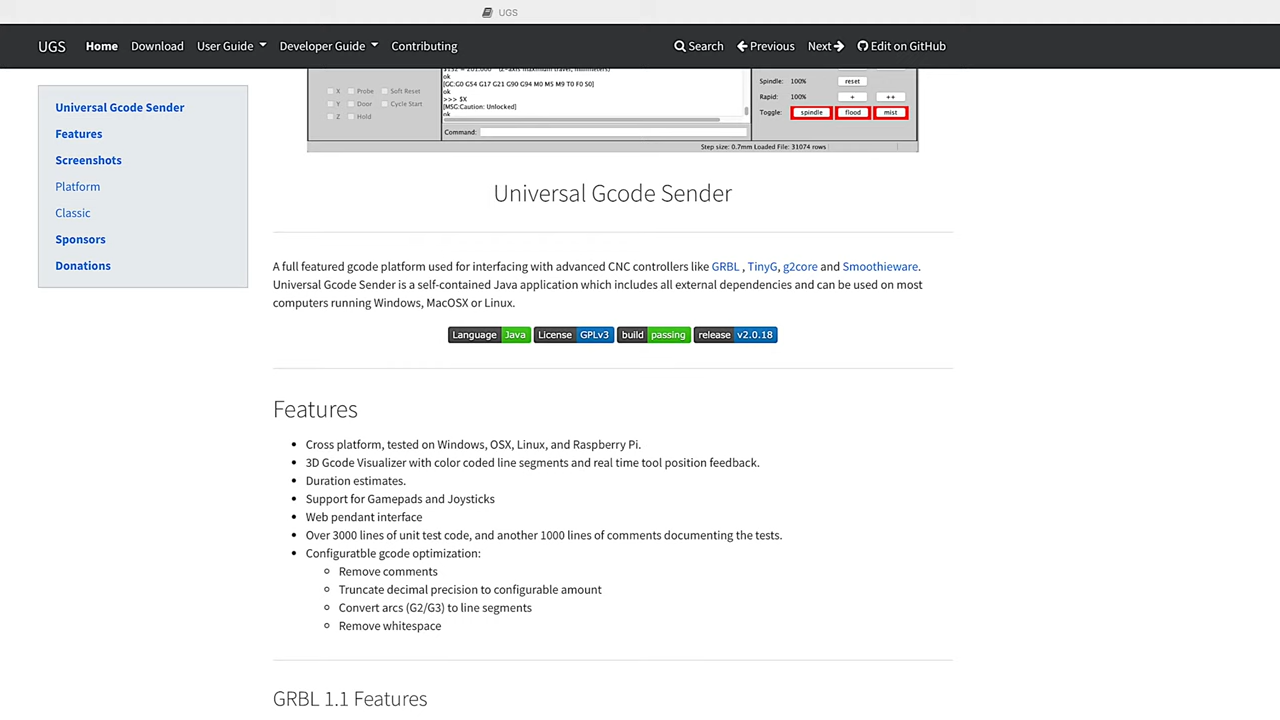 UGS
UGS Home Download User Guide Developer Guide Contributing Search Previous Next Edit on GitHub
Universal Gcode Sender
Features
Screenshots
Platform
Classic
Sponsors
Donations
ok
[GC:G0 G54 G17 G21 G90 G94 M0 M5 M9 T0 F0 S0]
ok
>>> $X
[MSG:Caution: Unlocked]
ok
X Probe Soft Reset
Y Door Cycle Start
Z Hold
Command:
Spindle: 100% reset
Rapid: 100% + ++
Toggle: spindle flood mist
Step size: 0.7mm Loaded File: 31074 rows
Universal Gcode Sender
A full featured gcode platform used for interfacing with advanced CNC controllers like GRBL , TinyG, g2core and Smoothieware.
Universal Gcode Sender is a self-contained Java application which includes all external dependencies and can be used on most
computers running Windows, MacOSX or Linux.
Language Java License GPLv3 build passing release v2.0.18
Features
Cross platform, tested on Windows, OSX, Linux, and Raspberry Pi.
3D Gcode Visualizer with color coded line segments and real time tool position feedback.
Duration estimates.
Support for Gamepads and Joysticks
Web pendant interface
Over 3000 lines of unit test code, and another 1000 lines of comments documenting the tests.
Configuratble gcode optimization:
Remove comments
Truncate decimal precision to configurable amount
Convert arcs (G2/G3) to line segments
Remove whitespace
GRBL 1.1 Features